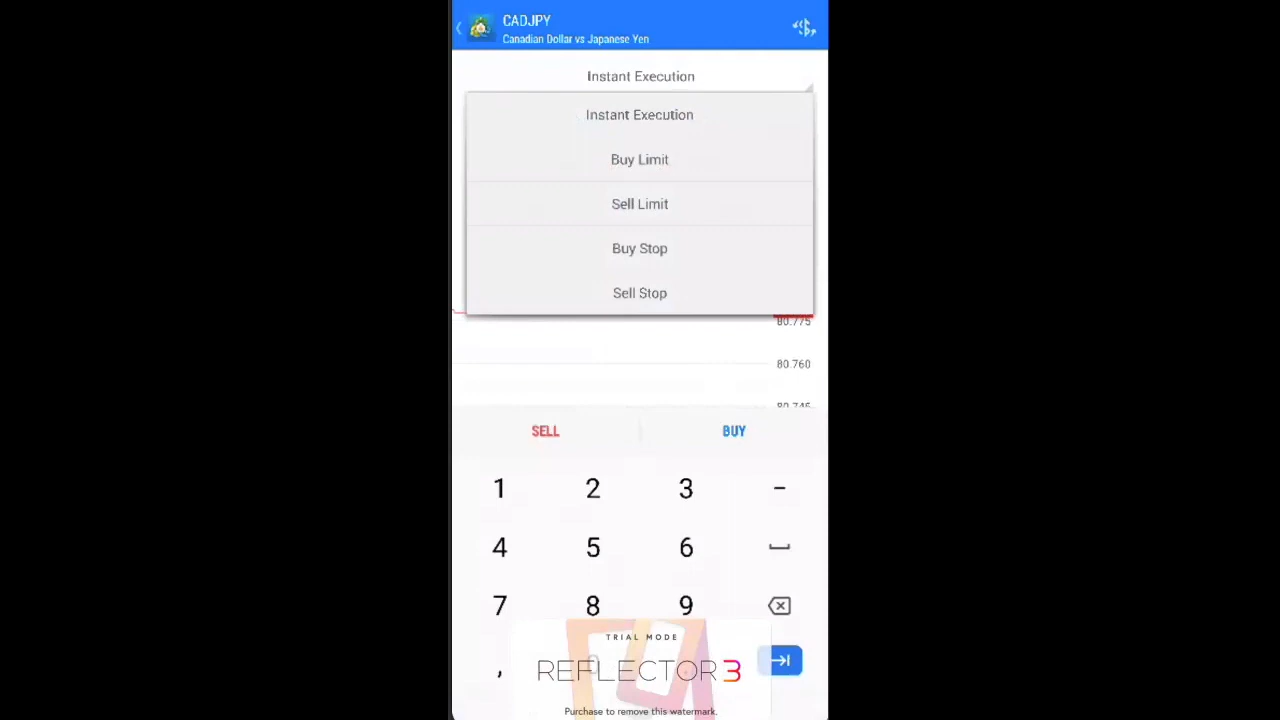 CADJPY
Canadian Dollar vs Japanese Yen
Instant Execution
Instant Execution
Buy Limit
Sell Limit
Buy Stop
Sell Stop
80.775
80.760
80.745
SELL
BUY
1 2 3 -
4 5 6
7 8 9
TRIAL MODE
, 0
REFLECTOR 3
Purchase to remove this watermark.